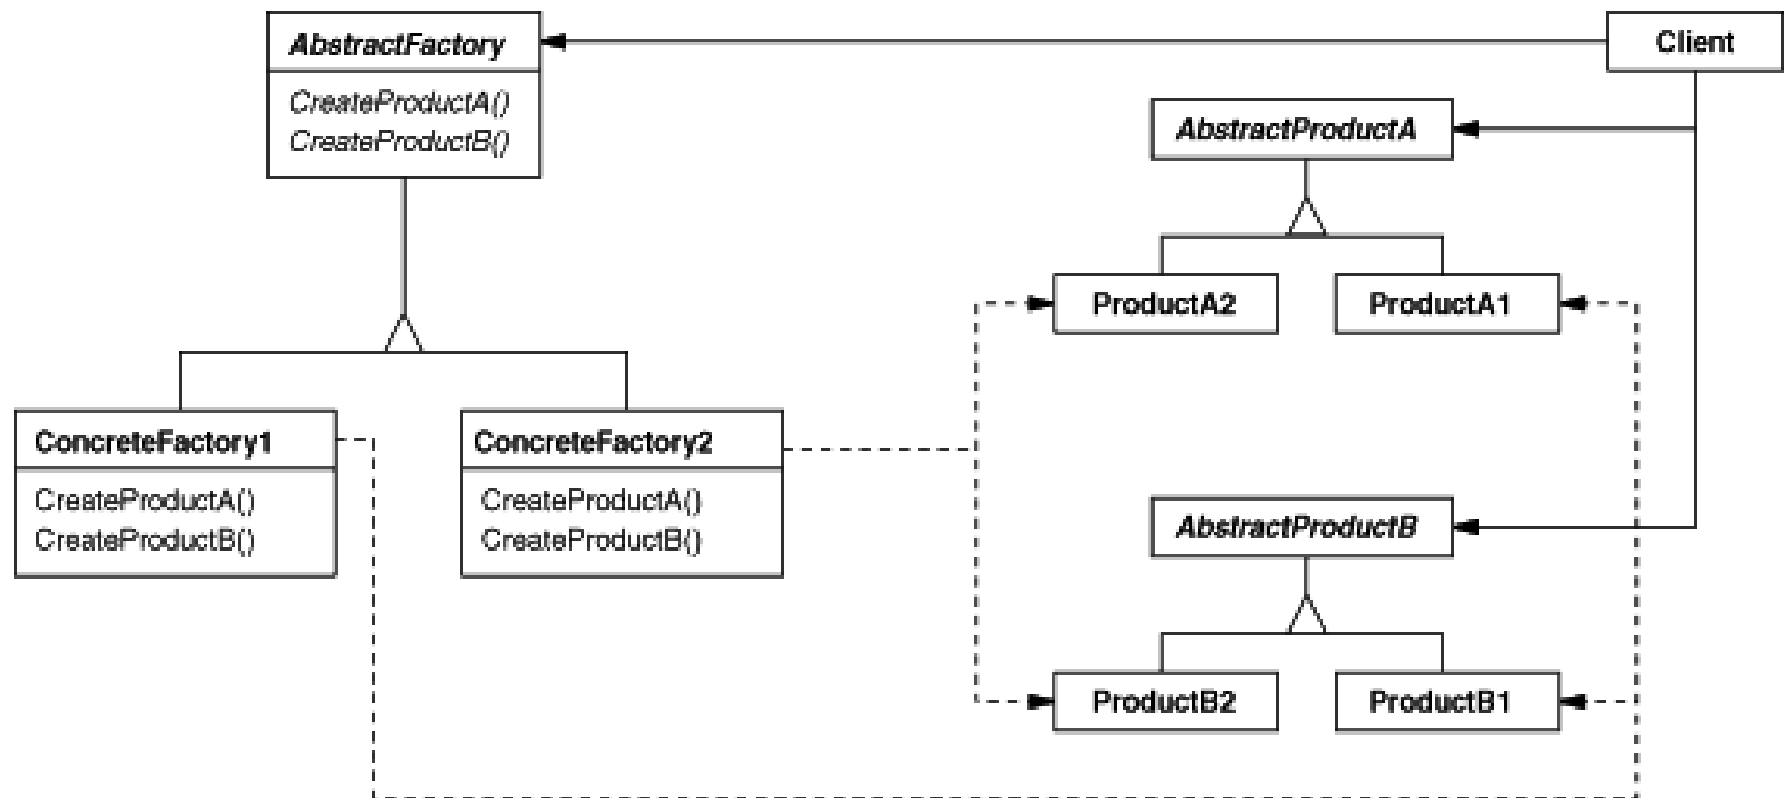 AbstractFactory
CreateProductA()
CreateProductB()
Client
AbstractProductA
ProductA2
ProductA1
ConcreteFactory1
CreateProductA()
CreateProductB()
ConcreteFactory2
CreateProductA()
CreateProductB()
AbstractProductB
ProductB2
ProductB1